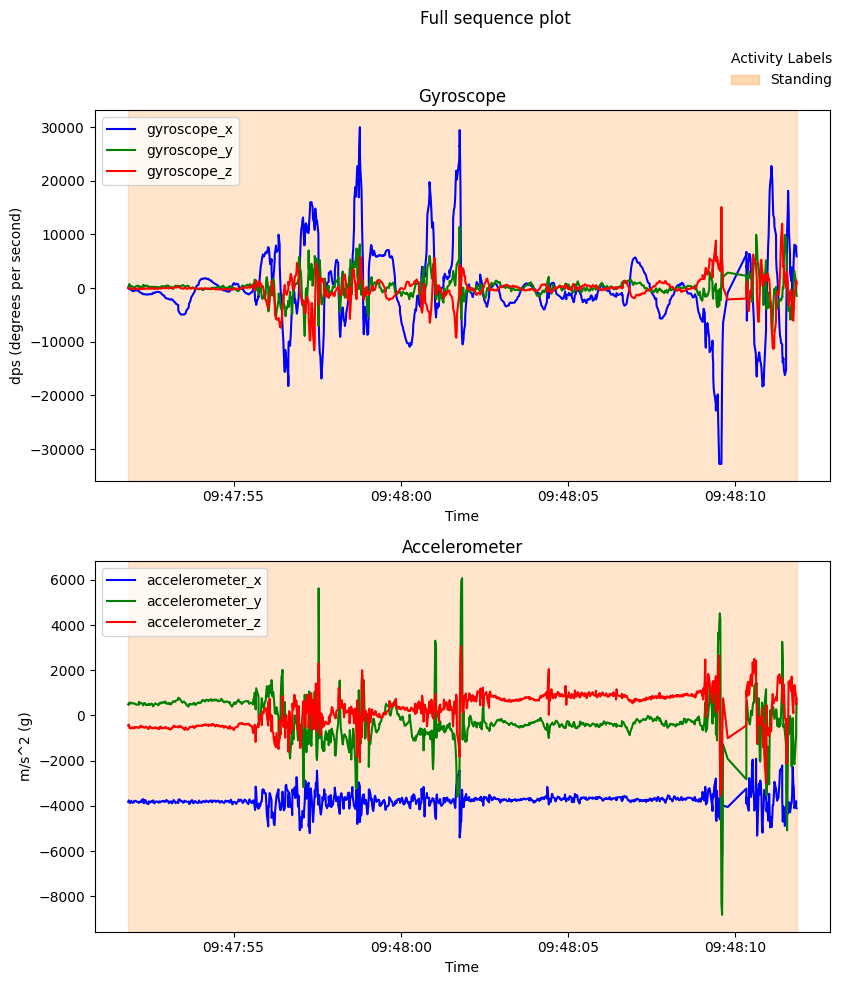 Full sequence plot
Activity Labels
Standing
Gyroscope
gyroscope_x
gyroscope_y
gyroscope_z
30000
20000
10000
0
−10000
−20000
−30000
dps (degrees per second)
09:47:55 09:48:00 09:48:05 09:48:10
Time
Accelerometer
accelerometer_x
accelerometer_y
accelerometer_z
6000
4000
2000
0
−2000
−4000
−6000
−8000
m/s^2 (g)
09:47:55 09:48:00 09:48:05 09:48:10
Time